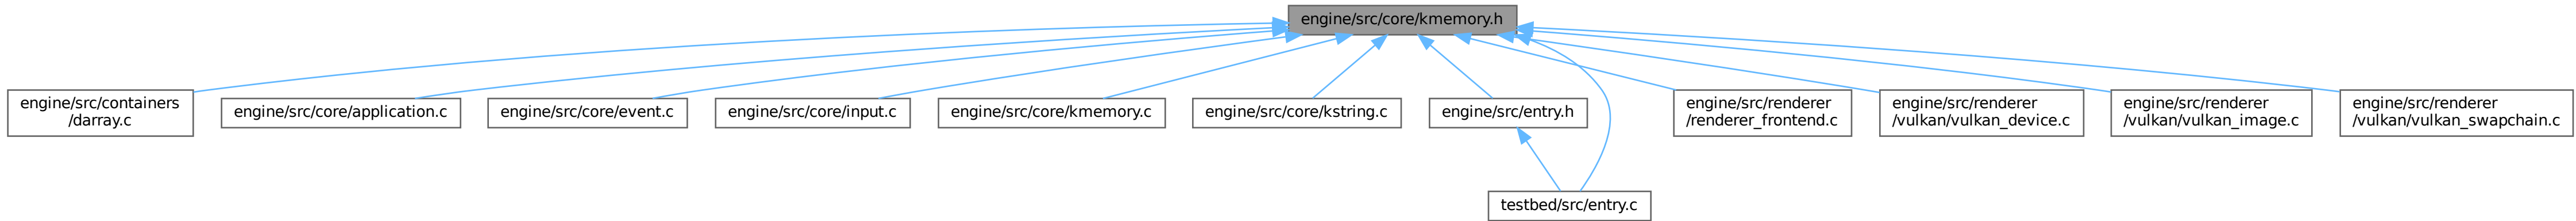 engine/src/core/kmemory.h
engine/src/containers
/darray.c
engine/src/core/application.c
engine/src/core/event.c
engine/src/core/input.c
engine/src/core/kmemory.c
engine/src/core/kstring.c
engine/src/entry.h
engine/src/renderer
/renderer_frontend.c
engine/src/renderer
/vulkan/vulkan_device.c
engine/src/renderer
/vulkan/vulkan_image.c
engine/src/renderer
/vulkan/vulkan_swapchain.c
testbed/src/entry.c